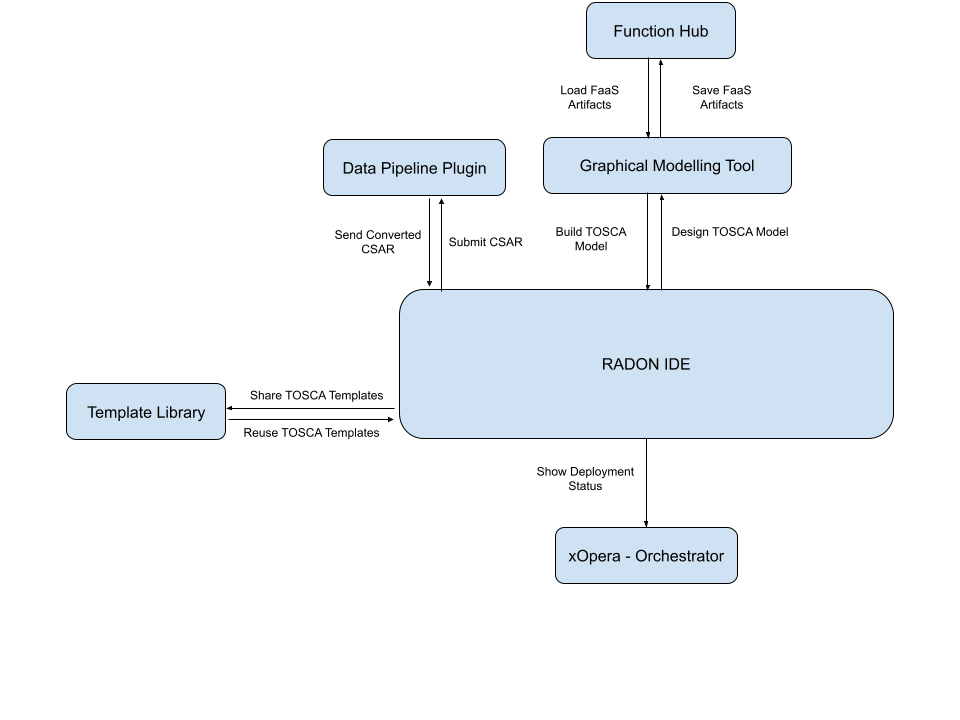 Function Hub
Load FaaS
Artifacts
Save FaaS
Artifacts
Data Pipeline Plugin
Graphical Modelling Tool
Send Converted
CSAR
Submit CSAR
Build TOSCA
Model
Design TOSCA Model
RADON IDE
Share TOSCA Templates
Template Library
Reuse TOSCA Templates
Show Deployment
Status
xOpera - Orchestrator